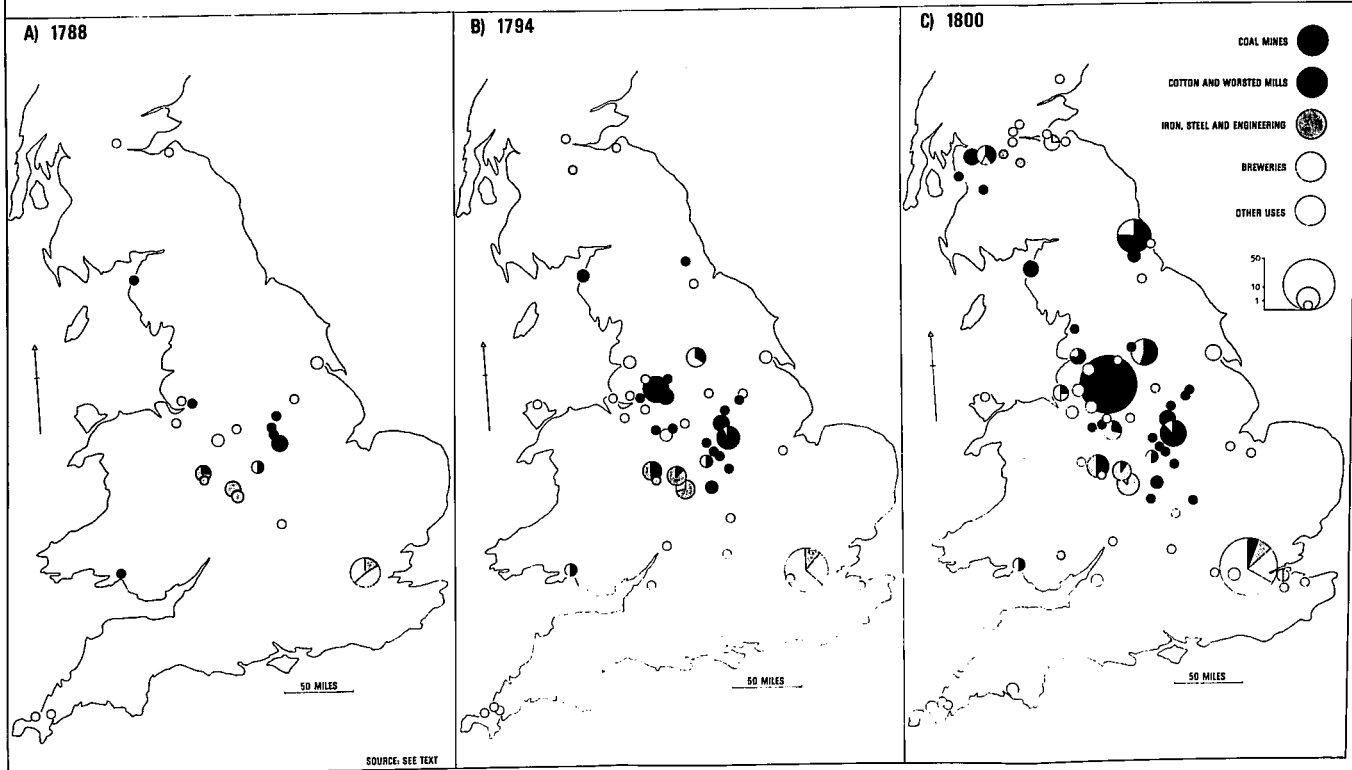 A) 1788
B) 1794
C) 1800
COAL MINES
COTTON AND WORSTED MILLS
IRON, STEEL AND ENGINEERING
BREWERIES
OTHER USES
50
10
1
50 MILES
50 MILES
50 MILES
SOURCE: SEE TEXT